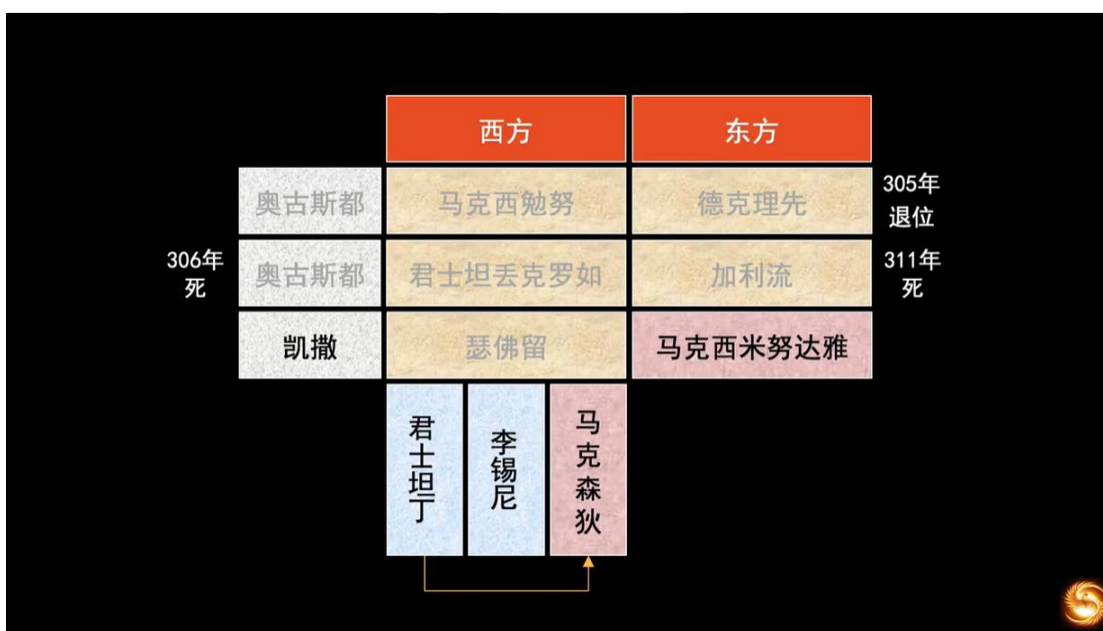 西方
东方
奥古斯都
马克西勉努
德克理先
305年
退位
306年
死
奥古斯都
君士坦丢克罗如
加利流
311年
死
凯撒
瑟佛留
马克西米努达雅
君士坦丁
李锡尼
马克森狄